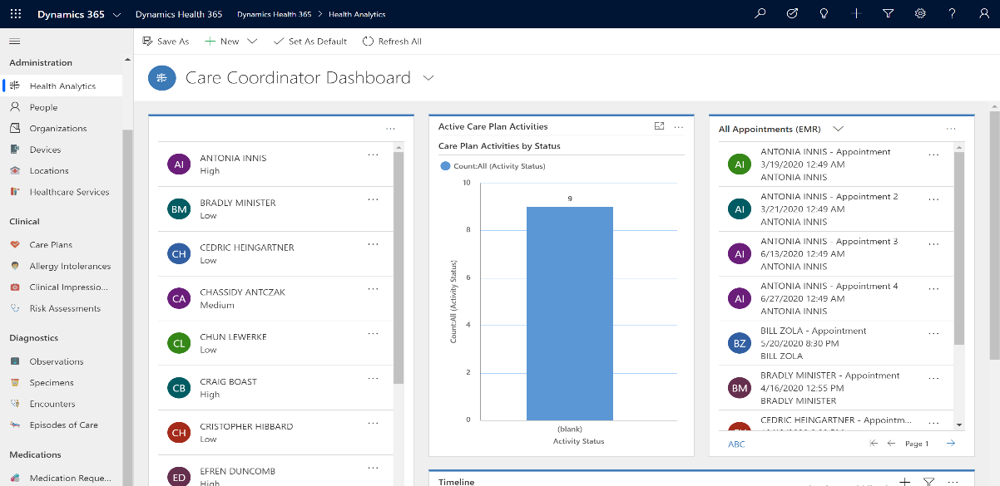 Dynamics 365
Dynamics Health 365
Dynamics Health 365 > Health Analytics
Save As
New
Set As Default
Refresh All
Administration
Health Analytics
People
Organizations
Devices
Locations
Healthcare Services
Clinical
Care Plans
Allergy Intolerances
Clinical Impressio...
Risk Assessments
Diagnostics
Observations
Specimens
Encounters
Episodes of Care
Medications
Medication Reque...
Care Coordinator Dashboard
AI
ANTONIA INNIS
High
BM
BRADLY MINISTER
Low
CH
CEDRIC HEINGARTNER
Low
CA
CHASSIDY ANTCZAK
Medium
CL
CHUN LEWERKE
Low
CB
CRAIG BOAST
High
CH
CRISTOPHER HIBBARD
Low
ED
EFREN DUNCOMB
High
Active Care Plan Activities
Care Plan Activities by Status
Count:All (Activity Status)
10
9
8
6
4
2
0
Count:All (Activity Status)
(blank)
Activity Status
Timeline
All Appointments (EMR)
AI
ANTONIA INNIS - Appointment
3/19/2020 12:49 AM
ANTONIA INNIS
AI
ANTONIA INNIS - Appointment 2
3/21/2020 12:49 AM
ANTONIA INNIS
AI
ANTONIA INNIS - Appointment 3
6/13/2020 12:49 AM
ANTONIA INNIS
AI
ANTONIA INNIS - Appointment 4
6/27/2020 12:49 AM
ANTONIA INNIS
BZ
BILL ZOLA - Appointment
5/20/2020 8:30 PM
BILL ZOLA
BM
BRADLY MINISTER - Appointment
4/16/2020 12:55 PM
BRADLY MINISTER
CEDRIC HEINGARTNER - Appointm...
ABC
Page 1